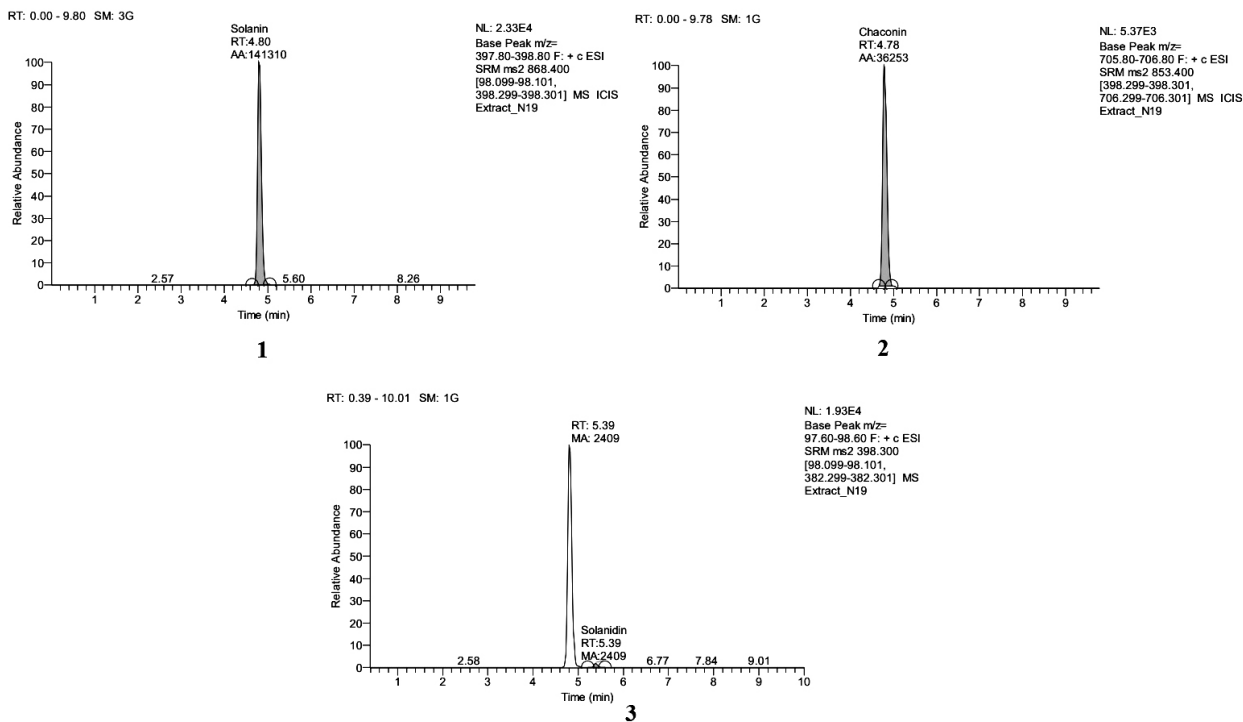 RT: 0.00 - 9.80 SM: 3G
Solanin
RT:4.80
AA:141310
NL: 2.33E4
Base Peak m/z=
397.80-398.80 F: + c ESI
SRM ms2 868.400
[98.099-98.101,
398.299-398.301] MS ICIS
Extract_N19
Relative Abundance
100
90
80
70
60
50
40
30
20
10
0
2.57
5.60
8.26
1 2 3 4 5 6 7 8 9
Time (min)
1
RT: 0.00 - 9.78 SM: 1G
Chaconin
RT:4.78
AA:36253
NL: 5.37E3
Base Peak m/z=
705.80-706.80 F: + c ESI
SRM ms2 853.400
[398.299-398.301,
706.299-706.301] MS ICIS
Extract_N19
Relative Abundance
100
90
80
70
60
50
40
30
20
10
0
1 2 3 4 5 6 7 8 9
Time (min)
2
RT: 0.39 - 10.01 SM: 1G
RT: 5.39
MA: 2409
NL: 1.93E4
Base Peak m/z=
97.60-98.60 F: + c ESI
SRM ms2 398.300
[98.099-98.101,
382.299-382.301] MS
Extract_N19
Relative Abundance
100
90
80
70
60
50
40
30
20
10
0
Solanidin
RT:5.39
MA:2409
2.58
6.77
7.84
9.01
1 2 3 4 5 6 7 8 9 10
Time (min)
3